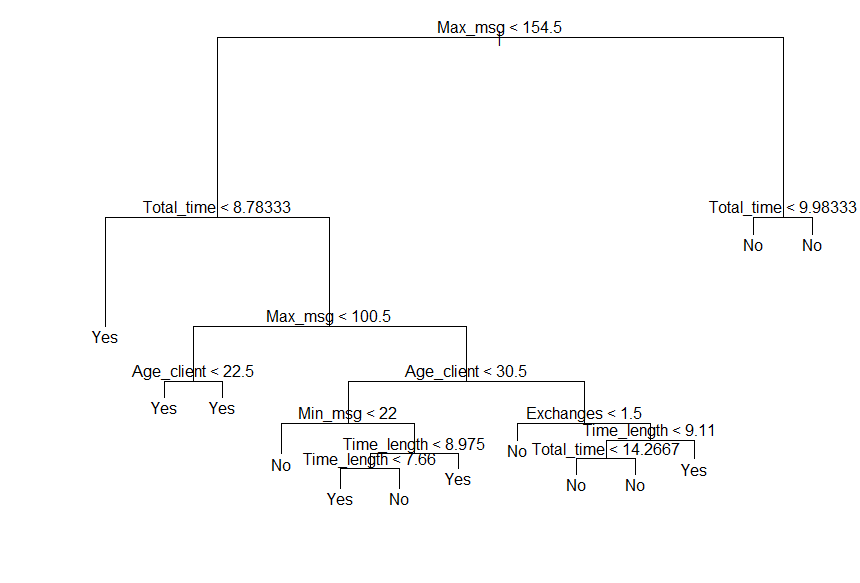 Max_msg < 154.5
Total_time < 8.78333
Total_time < 9.98333
No
No
Yes
Max_msg < 100.5
Age_client < 22.5
Age_client < 30.5
Yes
Yes
Min_msg < 22
Exchanges < 1.5
Time_length < 9.11
Time_length < 8.975
No
Total_time < 14.2667
Time_length < 7.66
No
Yes
Yes
No
No
Yes
No